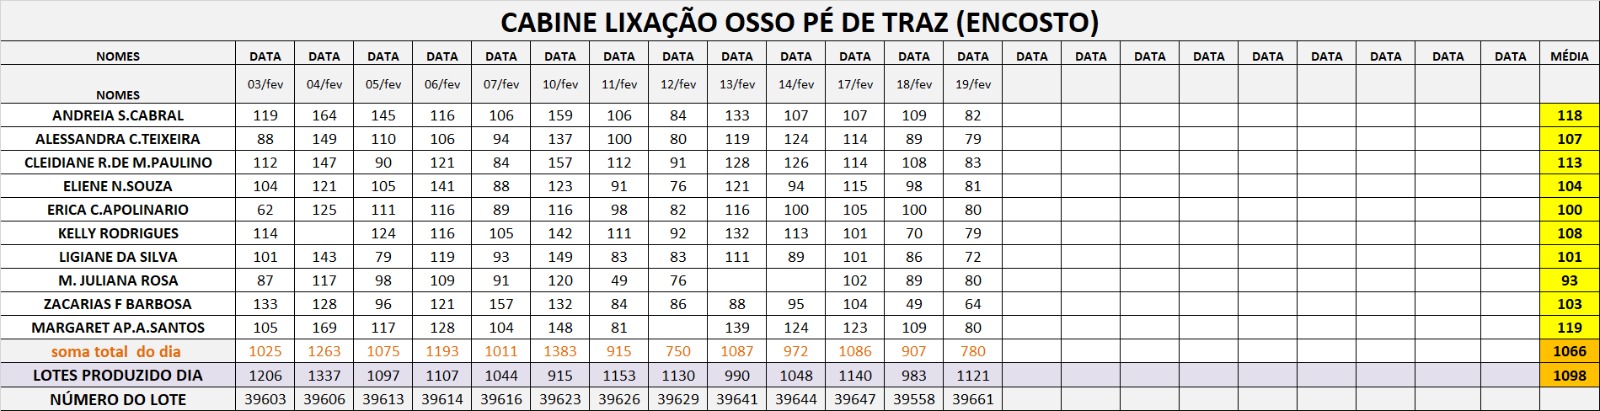 CABINE LIXAÇÃO OSSO PÉ DE TRAZ (ENCOSTO)
NOMES DATA DATA DATA DATA DATA DATA DATA DATA DATA DATA DATA DATA DATA DATA DATA DATA DATA DATA DATA DATA DATA DATA MÉDIA
NOMES 03/fev 04/fev 05/fev 06/fev 07/fev 10/fev 11/fev 12/fev 13/fev 14/fev 17/fev 18/fev 19/fev
ANDREIA S.CABRAL 119 164 145 116 106 159 106 84 133 107 107 109 82 118
ALESSANDRA C.TEIXEIRA 88 149 110 106 94 137 100 80 119 124 114 89 79 107
CLEIDIANE R.DE M.PAULINO 112 147 90 121 84 157 112 91 128 126 114 108 83 113
ELIENE N.SOUZA 104 121 105 141 88 123 91 76 121 94 115 98 81 104
ERICA C.APOLINARIO 62 125 111 116 89 116 98 82 116 100 105 100 80 100
KELLY RODRIGUES 114 124 116 105 142 111 92 132 113 101 70 79 108
LIGIANE DA SILVA 101 143 79 119 93 149 83 83 111 89 101 86 72 101
M. JULIANA ROSA 87 117 98 109 91 120 49 76 102 89 80 93
ZACARIAS F BARBOSA 133 128 96 121 157 132 84 86 88 95 104 49 64 103
MARGARET AP.A.SANTOS 105 169 117 128 104 148 81 139 124 123 109 80 119
soma total do dia 1025 1263 1075 1193 1011 1383 915 750 1087 972 1086 907 780 1066
LOTES PRODUZIDO DIA 1206 1337 1097 1107 1044 915 1153 1130 990 1048 1140 983 1121 1098
NÚMERO DO LOTE 39603 39606 39613 39614 39616 39623 39626 39629 39641 39644 39647 39558 39661